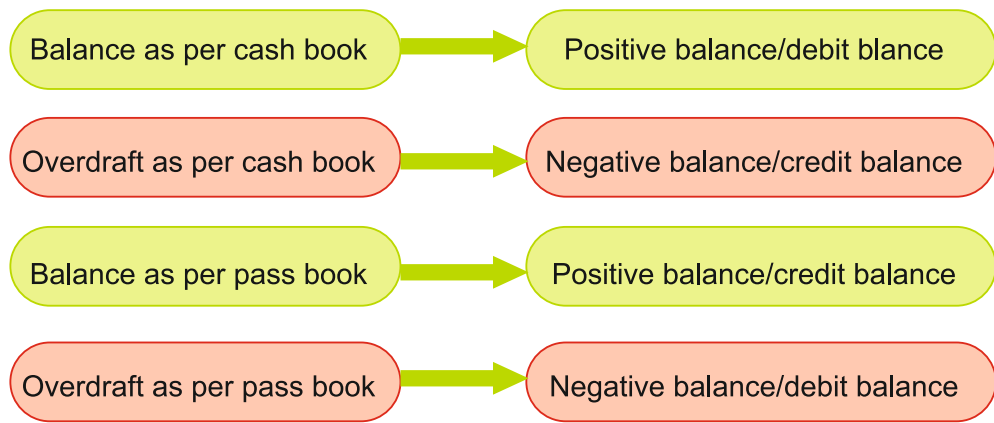 Balance as per cash book
Positive balance/debit blance
Overdraft as per cash book
Negative balance/credit balance
Balance as per pass book
Positive balance/credit balance
Overdraft as per pass book
Negative balance/debit balance